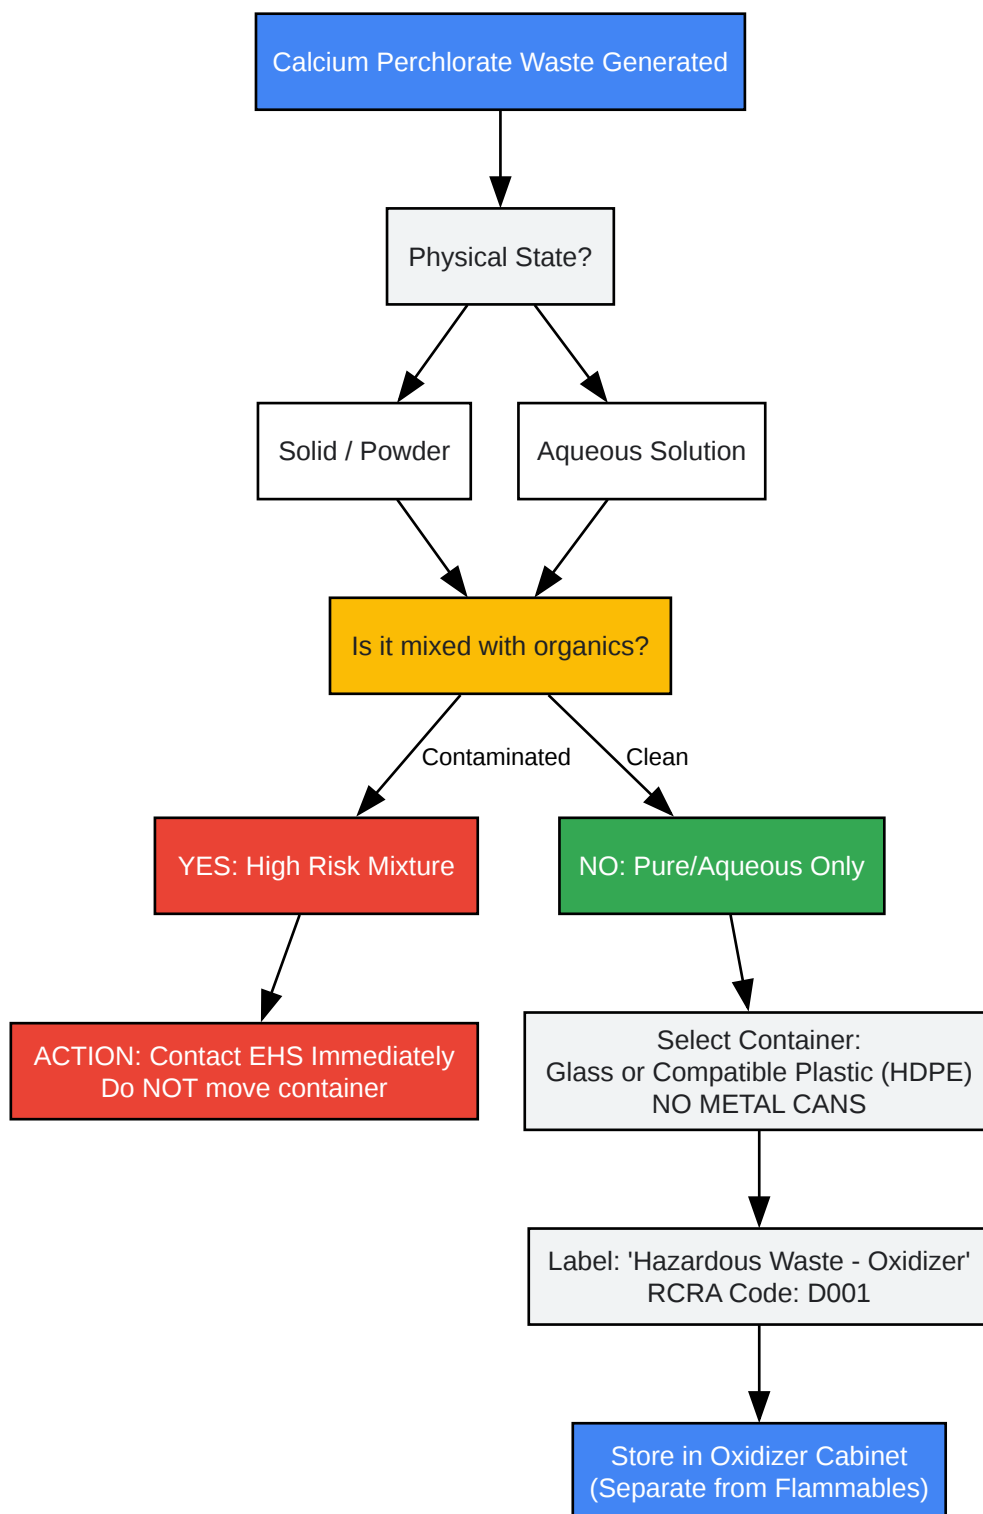 Calcium Perchlorate Waste Generated
Physical State?
Solid / Powder
Aqueous Solution
Is it mixed with organics?
Contaminated
Clean
YES: High Risk Mixture
NO: Pure/Aqueous Only
ACTION: Contact EHS Immediately
Do NOT move container
Select Container:
Glass or Compatible Plastic (HDPE)
NO METAL CANS
Label: 'Hazardous Waste - Oxidizer'
RCRA Code: D001
Store in Oxidizer Cabinet
(Separate from Flammables)